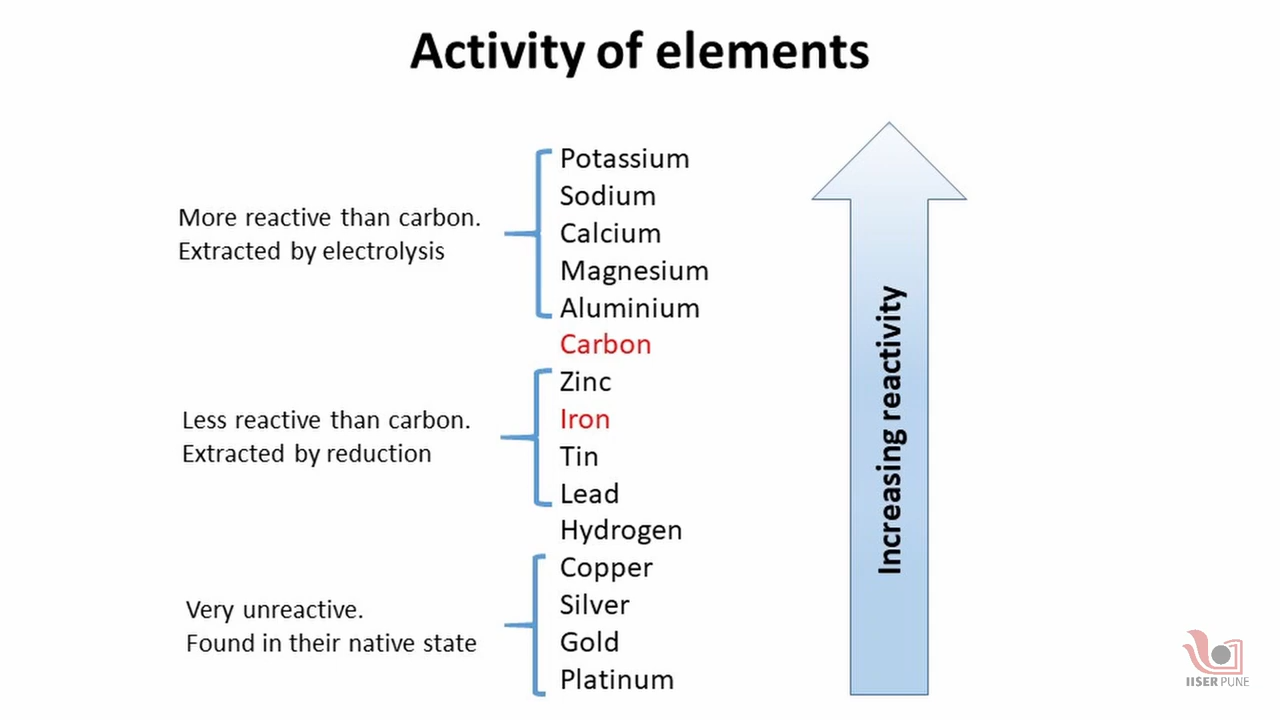 Activity of elements
More reactive than carbon.
Extracted by electrolysis
Potassium
Sodium
Calcium
Magnesium
Aluminium
Carbon
Less reactive than carbon.
Extracted by reduction
Zinc
Iron
Tin
Lead
Hydrogen
Very unreactive.
Found in their native state
Copper
Silver
Gold
Platinum
Increasing reactivity
IISER PUNE